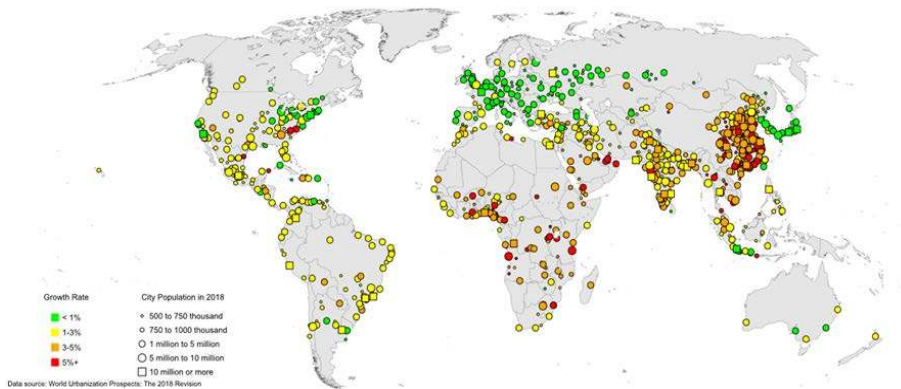 Growth Rate
< 1%
1-3%
3-5%
5%+
City Population in 2018
500 to 750 thousand
750 to 1000 thousand
1 million to 5 million
5 million to 10 million
10 million or more
Data source: World Urbanization Prospects: The 2018 Revision